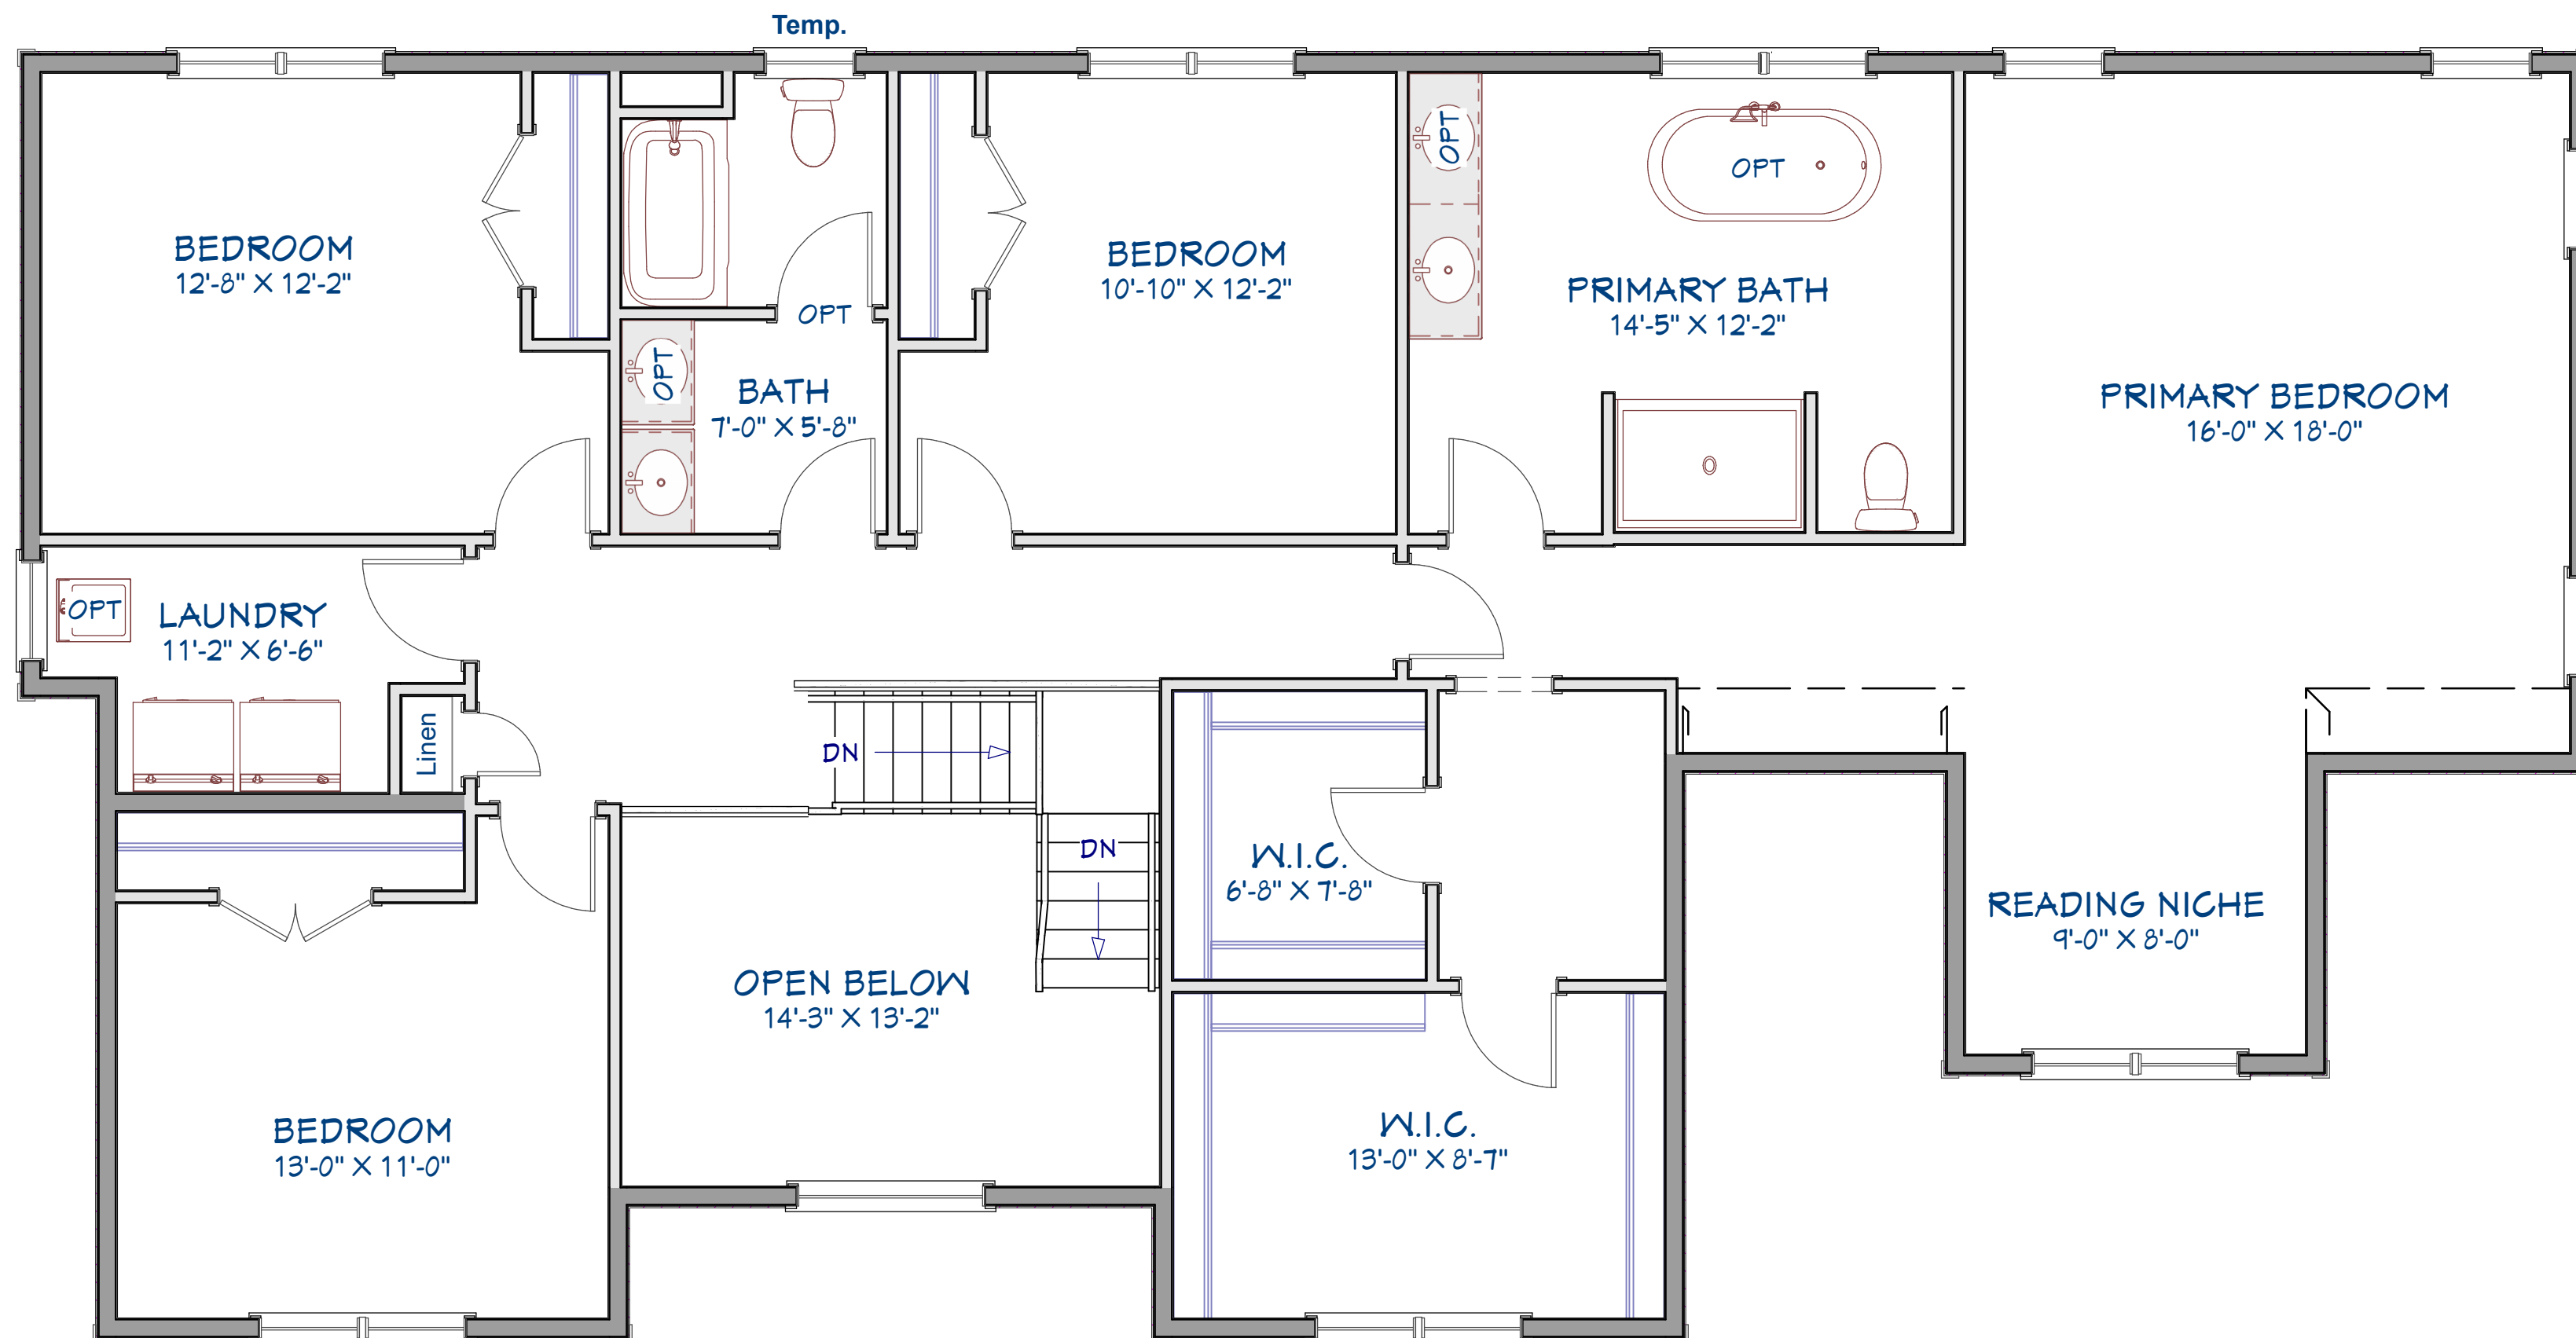 Temp.
BEDROOM
12'-8" X 12'-2"
BEDROOM
10'-10" X 12'-2"
OPT
OPT
PRIMARY BATH
14'-5" X 12'-2"
OPT
OPT
BATH
7'-0" X 5'-8"
PRIMARY BEDROOM
16'-0" X 18'-0"
OPT
LAUNDRY
11'-2" X 6'-6"
Linen
DN
DN
W.I.C.
6'-8" X 7'-8"
READING NICHE
9'-0" X 8'-0"
OPEN BELOW
14'-3" X 13'-2"
BEDROOM
13'-0" X 11'-0"
W.I.C.
13'-0" X 8'-7"